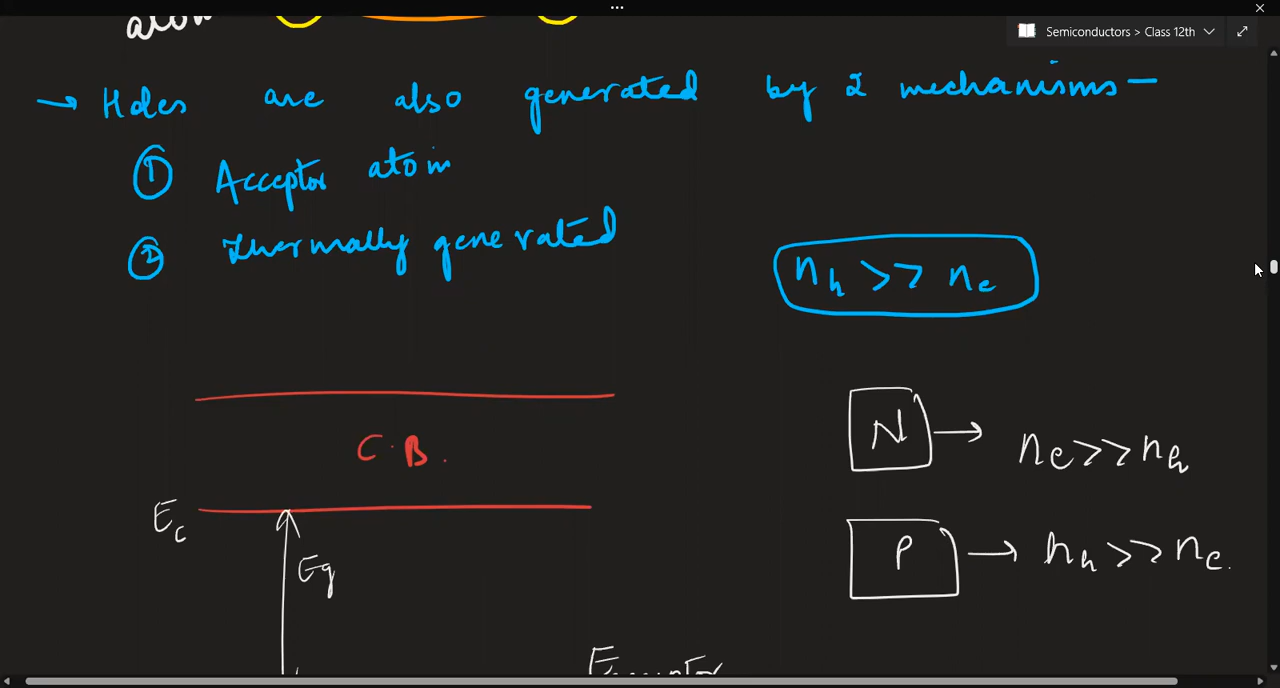 ...
Semiconductors > Class 12th
atom
→ Holes are also generated by 2 mechanisms —
① Acceptor atom
② Thermally generated
nₕ >> nₑ
C.B.
N → nₑ >> nₕ
E꜀
Eg
P → nₕ >> nₑ.